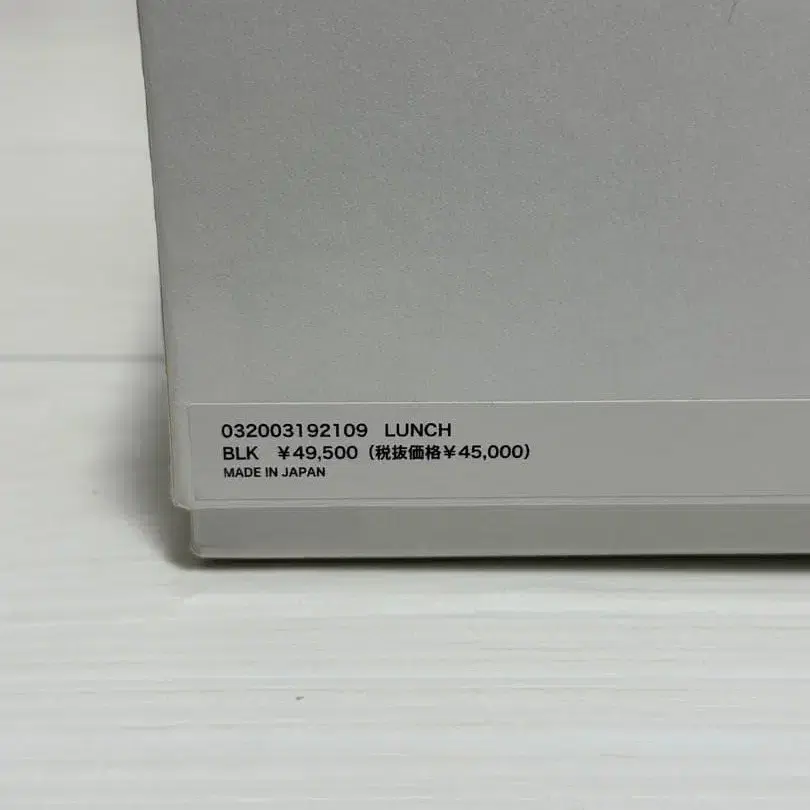 032003192109 LUNCH
BLK ¥49,500（税抜価格¥45,000）
MADE IN JAPAN